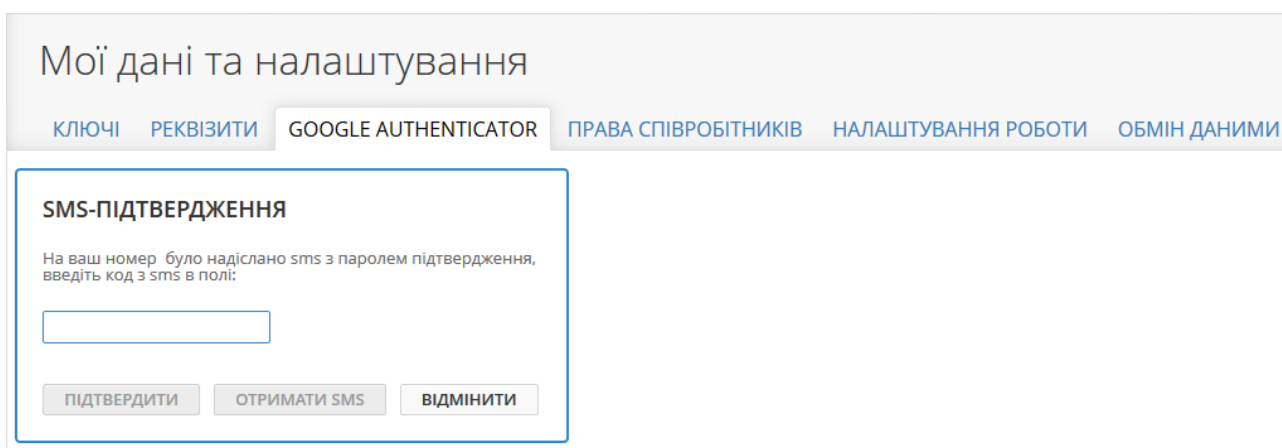 Мої дані та налаштування
КЛЮЧІ РЕКВІЗИТИ GOOGLE AUTHENTICATOR ПРАВА СПІВРОБІТНИКІВ НАЛАШТУВАННЯ РОБОТИ ОБМІН ДАНИМИ
SMS-ПІДТВЕРДЖЕННЯ
На ваш номер було надіслано sms з паролем підтвердження,
введіть код з sms в полі:
ПІДТВЕРДИТИ ОТРИМАТИ SMS ВІДМІНИТИ